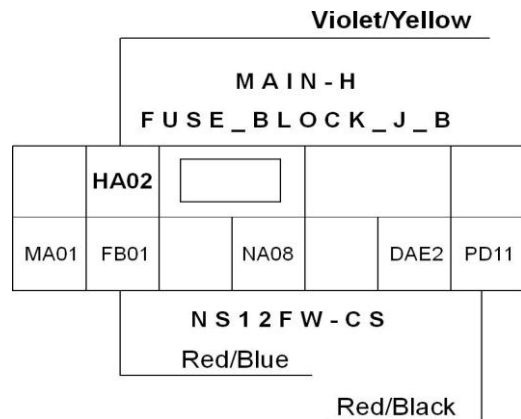 Violet/Yellow
MAIN-H
FUSE_BLOCK_J_B
HA02
MA01 FB01 NA08 DAE2 PD11
NS12FW-CS
Red/Blue
Red/Black